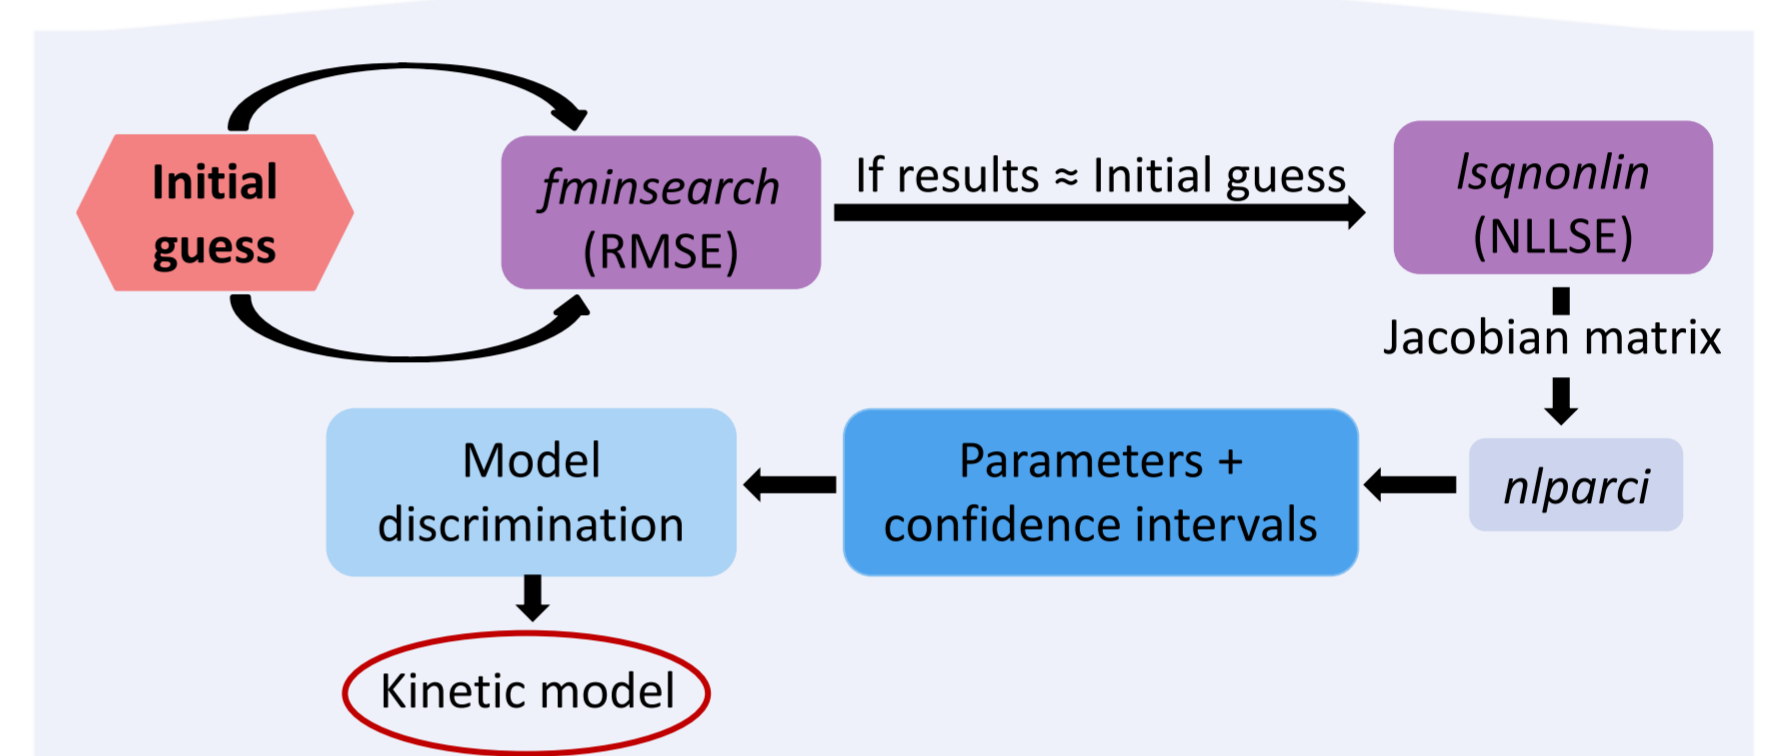 Initial
guess
fminsearch
(RMSE)
If results ≈ Initial guess
lsqnonlin
(NLLSE)
Jacobian matrix
nlparci
Parameters +
confidence intervals
Model
discrimination
Kinetic model